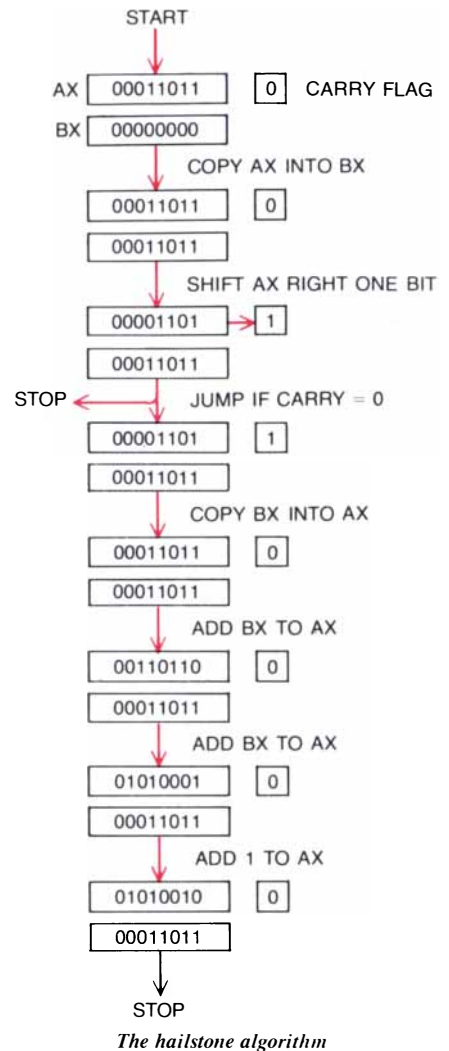 START
AX 00011011 0 CARRY FLAG
BX 00000000
COPY AX INTO BX
00011011 0
00011011
SHIFT AX RIGHT ONE BIT
00001101 1
00011011
STOP JUMP IF CARRY = 0
00001101 1
00011011
COPY BX INTO AX
00011011 0
00011011
ADD BX TO AX
00110110 0
00011011
ADD BX TO AX
01010001 0
00011011
ADD 1 TO AX
01010010 0
00011011
STOP
The hailstone algorithm